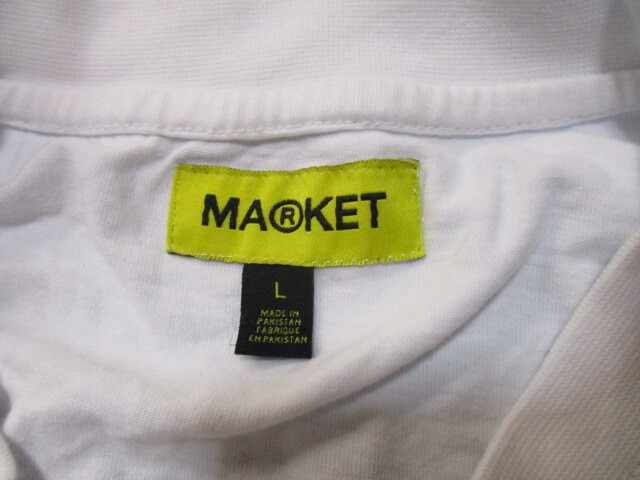 MA®KET
L
MADE IN
PAKISTAN
FABRIQUE
EN PAKISTAN